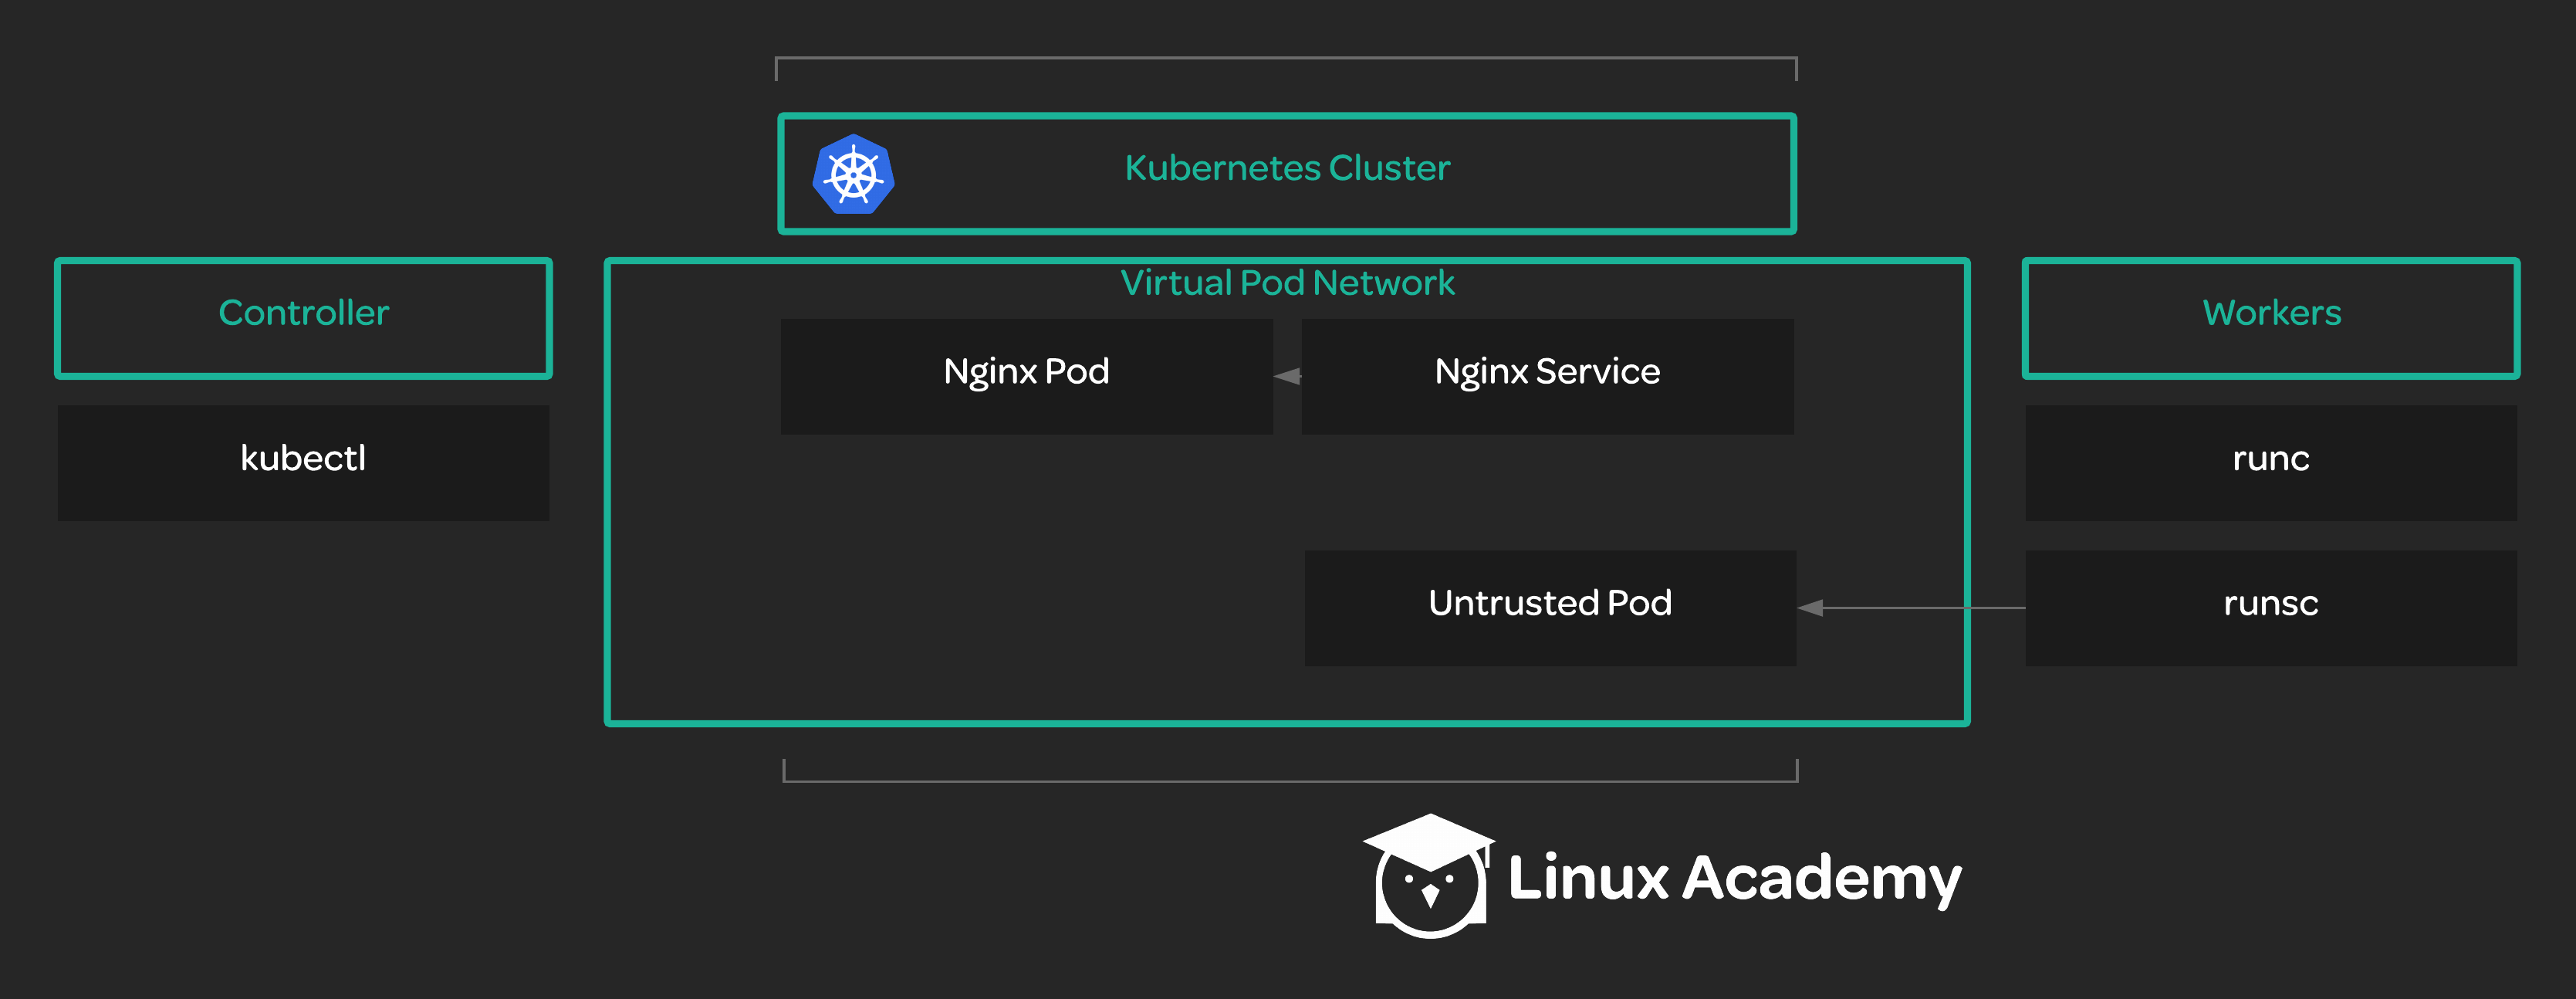 Kubernetes Cluster
Controller
Virtual Pod Network
Workers
Nginx Pod
Nginx Service
kubectl
runc
Untrusted Pod
runsc
Linux Academy